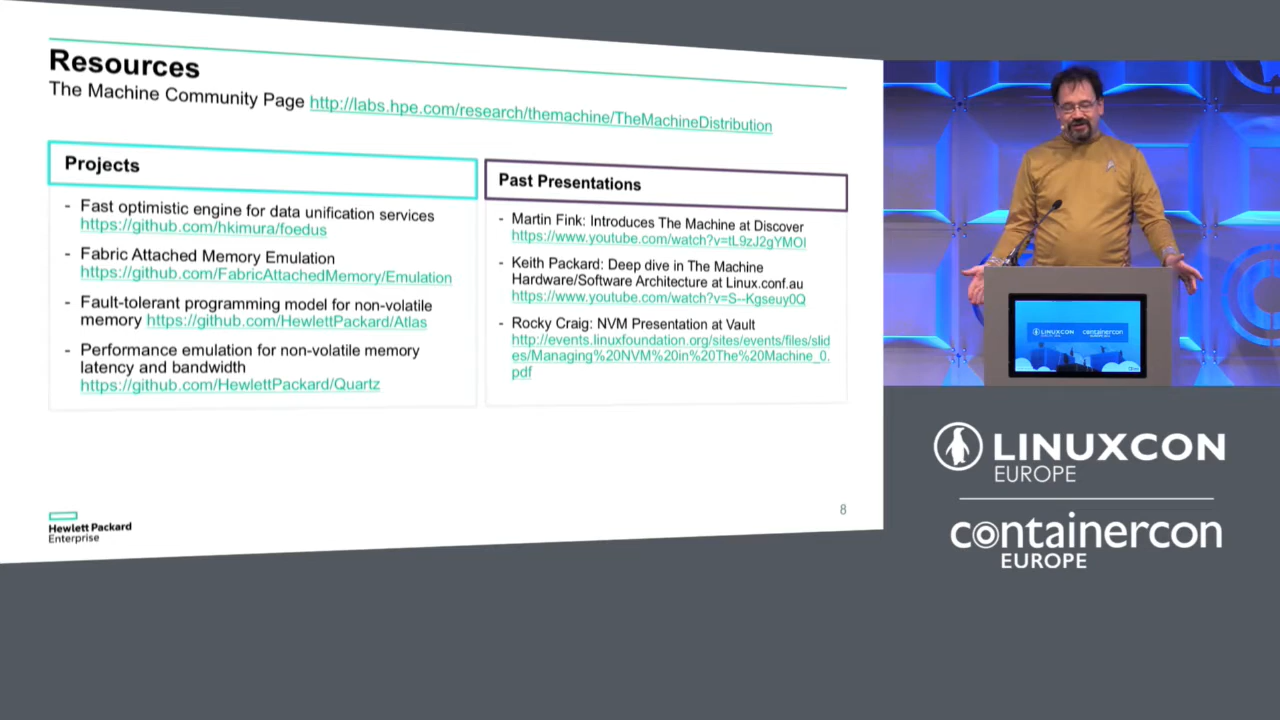 Resources
The Machine Community Page http://labs.hpe.com/research/themachine/TheMachineDistribution
Projects
- Fast optimistic engine for data unification services
https://github.com/hkimura/foedus
- Fabric Attached Memory Emulation
https://github.com/FabricAttachedMemory/Emulation
- Fault-tolerant programming model for non-volatile
memory https://github.com/HewlettPackard/Atlas
- Performance emulation for non-volatile memory
latency and bandwidth
https://github.com/HewlettPackard/Quartz
Past Presentations
- Martin Fink: Introduces The Machine at Discover
https://www.youtube.com/watch?v=tL9zJ2gYMOI
- Keith Packard: Deep dive in The Machine
Hardware/Software Architecture at Linux.conf.au
https://www.youtube.com/watch?v=S--Kgseuy0Q
- Rocky Craig: NVM Presentation at Vault
http://events.linuxfoundation.org/sites/events/files/slid
es/Managing%20NVM%20in%20The%20Machine_0.
pdf
Hewlett Packard
Enterprise
8
LINUXCON
containercon
LINUXCON
EUROPE
containercon
EUROPE